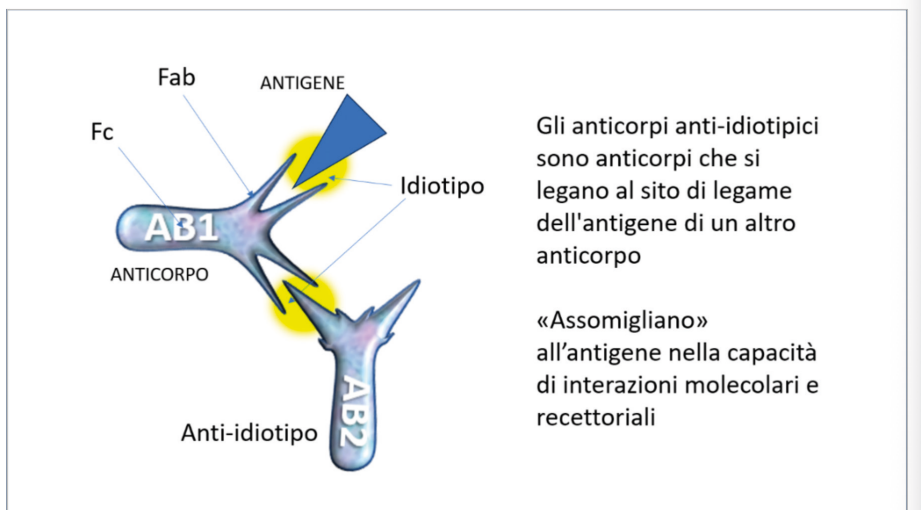 Fab
ANTIGENE
Fc
Idiotipo
AB1
ANTICORPO
Anti-idiotipo
AB2
Gli anticorpi anti-idiotipici
sono anticorpi che si
legano al sito di legame
dell'antigene di un altro
anticorpo
«Assomigliano»
all’antigene nella capacità
di interazioni molecolari e
recettoriali